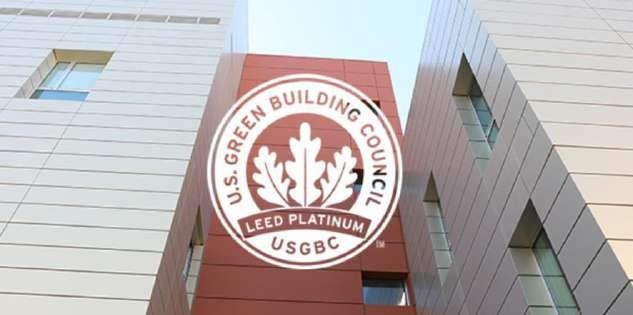 U.S. GREEN BUILDING COUNCIL
LEED PLATINUM
USGBC
™